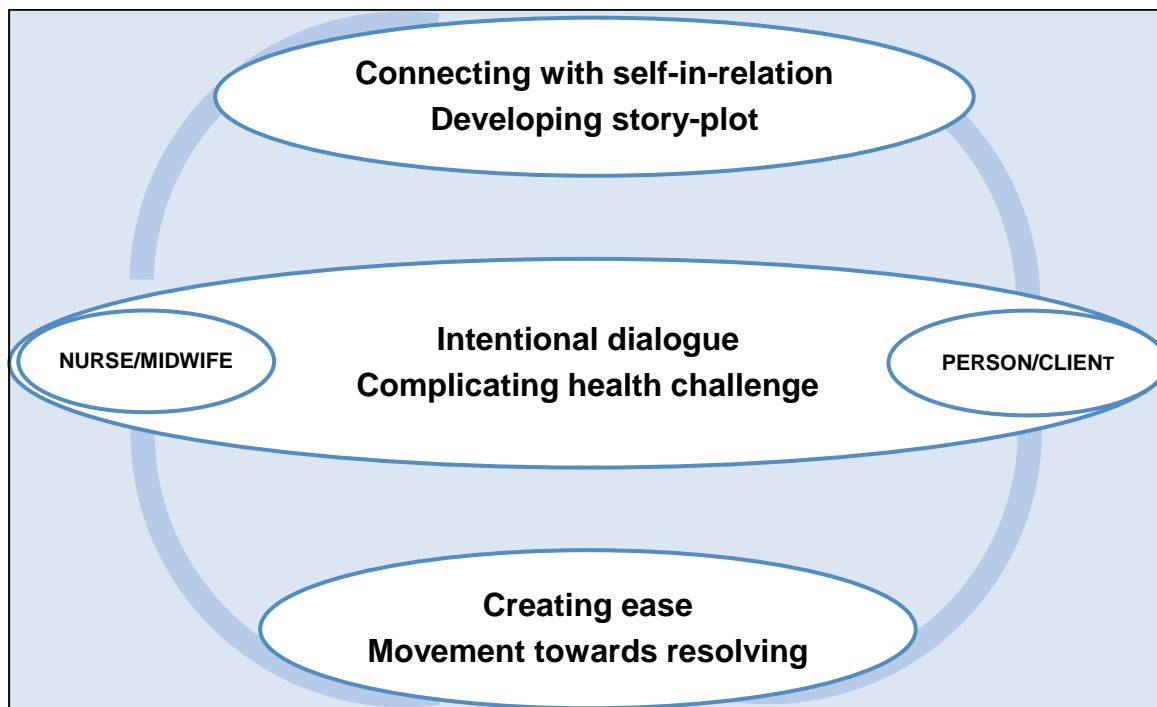 Connecting with self-in-relation
Developing story-plot
NURSE/MIDWIFE
Intentional dialogue
Complicating health challenge
PERSON/CLIENT
Creating ease
Movement towards resolving